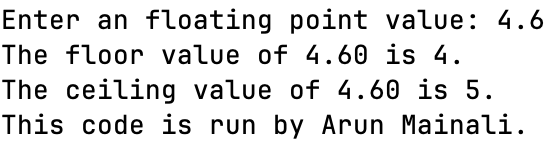 Enter an floating point value: 4.6
The floor value of 4.60 is 4.
The ceiling value of 4.60 is 5.
This code is run by Arun Mainali.